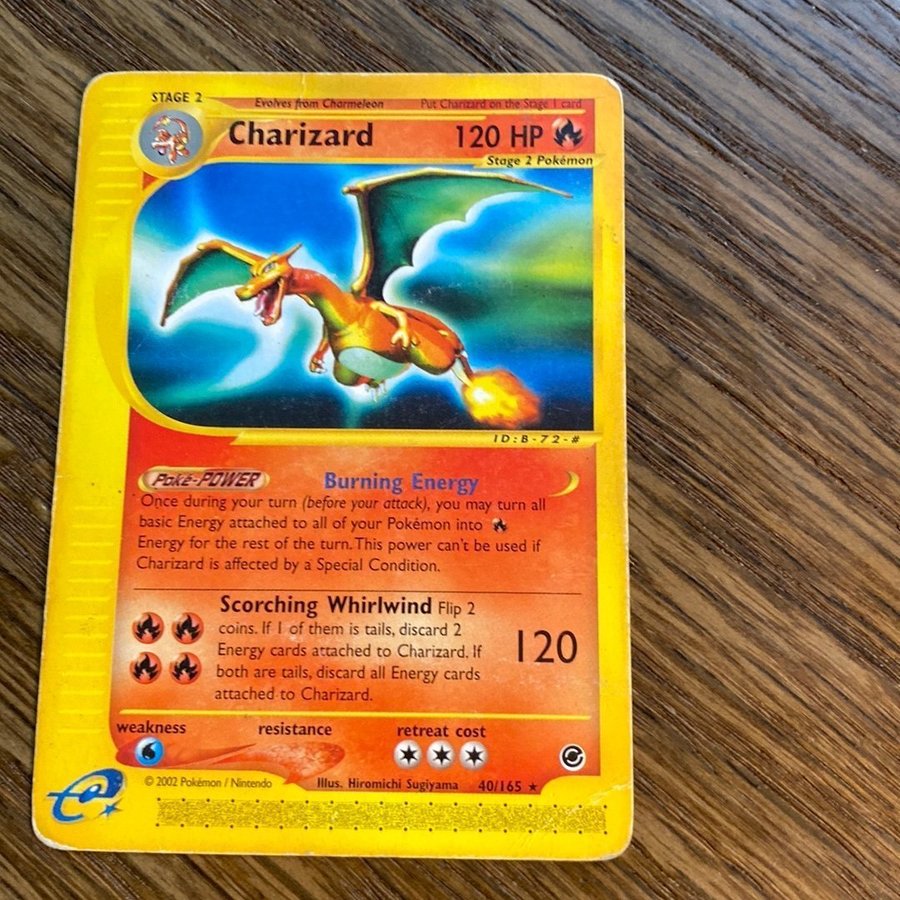 STAGE 2
Evolves from Charmeleon Put Charizard on the Stage 1 card
Charizard 120 HP
Stage 2 Pokémon
ID:B-72-#
Poké-POWER Burning Energy
Once during your turn (before your attack), you may turn all
basic Energy attached to all of your Pokémon into
Energy for the rest of the turn. This power can't be used if
Charizard is affected by a Special Condition.
Scorching Whirlwind Flip 2
coins. If 1 of them is tails, discard 2
Energy cards attached to Charizard. If
both are tails, discard all Energy cards
attached to Charizard.
120
weakness resistance retreat cost
© 2002 Pokémon / Nintendo Illus. Hiromichi Sugiyama 40/165 ★
e